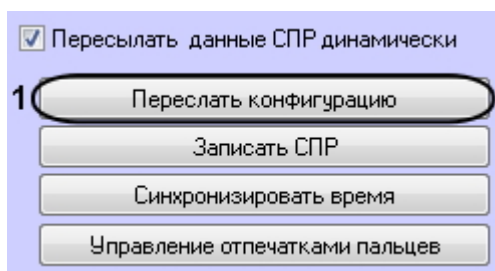 Пересылать данные СПР динамически
1 Переслать конфигурацию
Записать СПР
Синхронизировать время
Управление отпечатками пальцев